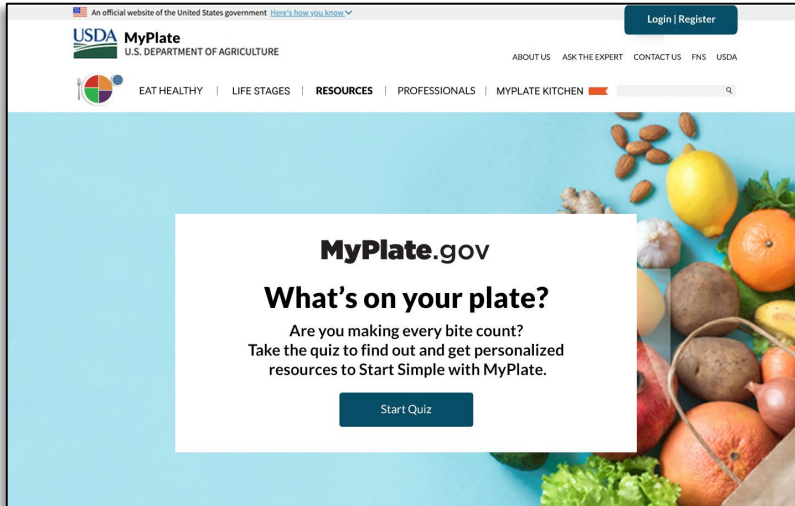 An official website of the United States government Here's how you know
Login | Register
USDA MyPlate
U.S. DEPARTMENT OF AGRICULTURE
ABOUT US ASK THE EXPERT CONTACT US FNS USDA
EAT HEALTHY | LIFE STAGES | RESOURCES | PROFESSIONALS | MYPLATE KITCHEN
MyPlate.gov
What's on your plate?
Are you making every bite count?
Take the quiz to find out and get personalized
resources to Start Simple with MyPlate.
Start Quiz